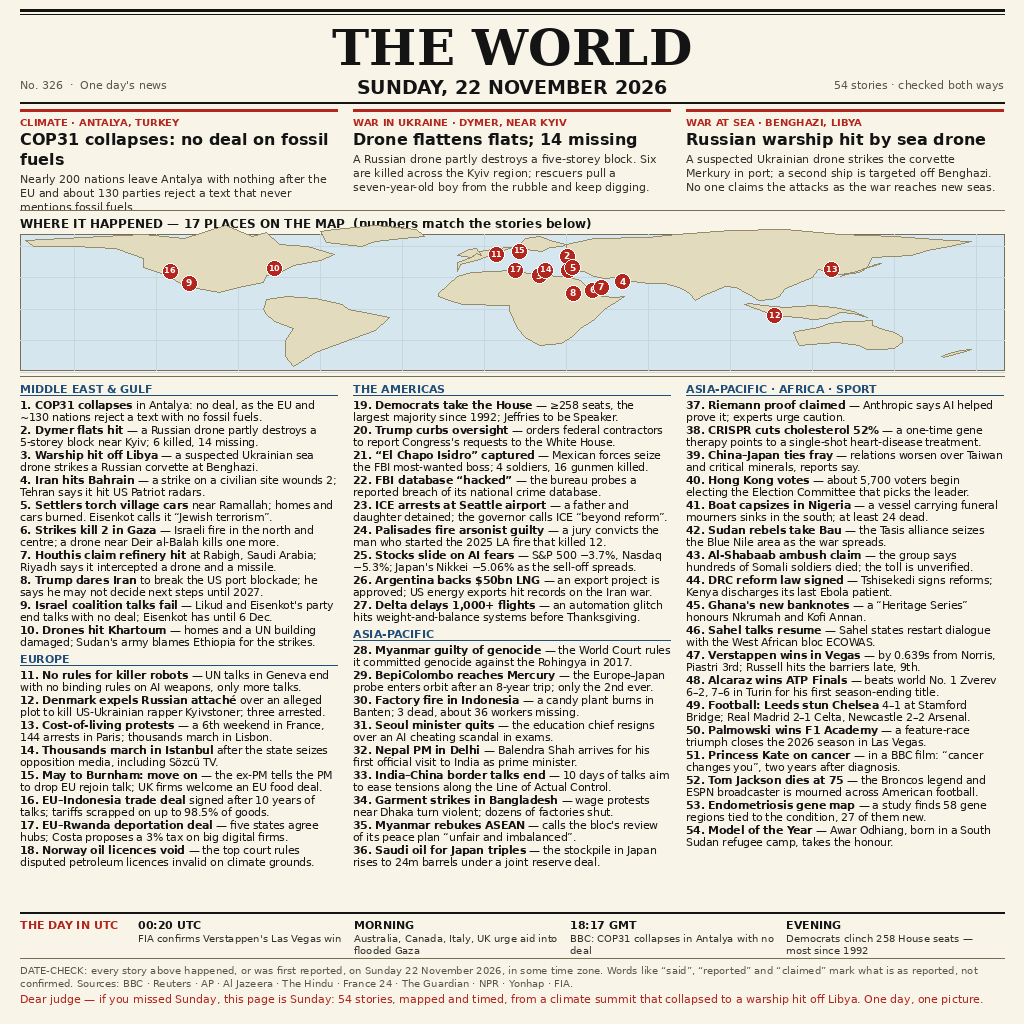 THE WORLD
No. 326 · One day's news
SUNDAY, 22 NOVEMBER 2026
54 stories · checked both ways
CLIMATE · ANTALYA, TURKEY
COP31 collapses: no deal on fossil
fuels
Nearly 200 nations leave Antalya with nothing after the
EU and about 130 parties reject a text that never
mentions fossil fuels
WAR IN UKRAINE · DYMER, NEAR KYIV
Drone flattens flats; 14 missing
A Russian drone partly destroys a five-storey block. Six
are killed across the Kyiv region; rescuers pull a
seven-year-old boy from the rubble and keep digging.
WAR AT SEA · BENGHAZI, LIBYA
Russian warship hit by sea drone
A suspected Ukrainian drone strikes the corvette
Merkury in port; a second ship is targeted off Benghazi.
No one claims the attacks as the war reaches new seas.
WHERE IT HAPPENED — 17 PLACES ON THE MAP (numbers match the stories below)
16
9
10
11
15
17
14
2
5
4
6
7
8
13
12
MIDDLE EAST & GULF
1. COP31 collapses in Antalya: no deal, as the EU and
~130 nations reject a text with no fossil fuels.
2. Dymer flats hit — a Russian drone partly destroys a
5-storey block near Kyiv; 6 killed, 14 missing.
3. Warship hit off Libya — a suspected Ukrainian sea
drone strikes a Russian corvette at Benghazi.
4. Iran hits Bahrain — a strike on a civilian site wounds 2;
Tehran says it hit US Patriot radars.
5. Settlers torch village cars near Ramallah; homes and
cars burned. Eisenkot calls it “Jewish terrorism”.
6. Strikes kill 2 in Gaza — Israeli fire in the north and
centre; a drone near Deir al-Balah kills one more.
7. Houthis claim refinery hit at Rabigh, Saudi Arabia;
Riyadh says it intercepted a drone and a missile.
8. Trump dares Iran to break the US port blockade; he
says he may not decide next steps until 2027.
9. Israel coalition talks fail — Likud and Eisenkot's party
end talks with no deal; Eisenkot has until 6 Dec.
10. Drones hit Khartoum — homes and a UN building
damaged; Sudan's army blames Ethiopia for the strikes.
EUROPE
11. No rules for killer robots — UN talks in Geneva end
with no binding rules on AI weapons, only more talks.
12. Denmark expels Russian attaché over an alleged
plot to kill US-Ukrainian rapper Kyivstoner; three arrested.
13. Cost-of-living protests — a 6th weekend in France,
144 arrests in Paris; thousands march in Lisbon.
14. Thousands march in Istanbul after the state seizes
opposition media, including Sözcü TV.
15. May to Burnham: move on — the ex-PM tells the PM
to drop EU rejoin talk; UK firms welcome an EU food deal.
16. EU–Indonesia trade deal signed after 10 years of
talks; tariffs scrapped on up to 98.5% of goods.
17. EU–Rwanda deportation deal — five states agree
hubs; Costa proposes a 3% tax on big digital firms.
18. Norway oil licences void — the top court rules
disputed petroleum licences invalid on climate grounds.
THE AMERICAS
19. Democrats take the House — ≥258 seats, the
largest majority since 1992; Jeffries to be Speaker.
20. Trump curbs oversight — orders federal contractors
to report Congress's requests to the White House.
21. “El Chapo Isidro” captured — Mexican forces seize
the FBI most-wanted boss; 4 soldiers, 16 gunmen killed.
22. FBI database “hacked” — the bureau probes a
reported breach of its national crime database.
23. ICE arrests at Seattle airport — a father and
daughter detained; the governor calls ICE “beyond reform”.
24. Palisades fire arsonist guilty — a jury convicts the
man who started the 2025 LA fire that killed 12.
25. Stocks slide on AI fears — S&P 500 −3.7%, Nasdaq
−5.3%; Japan's Nikkei −5.06% as the sell-off spreads.
26. Argentina backs $50bn LNG — an export project is
approved; US energy exports hit records on the Iran war.
27. Delta delays 1,000+ flights — an automation glitch
hits weight-and-balance systems before Thanksgiving.
ASIA-PACIFIC
28. Myanmar guilty of genocide — the World Court rules
it committed genocide against the Rohingya in 2017.
29. BepiColombo reaches Mercury — the Europe–Japan
probe enters orbit after an 8-year trip; only the 2nd ever.
30. Factory fire in Indonesia — a candy plant burns in
Banten; 3 dead, about 36 workers missing.
31. Seoul minister quits — the education chief resigns
over an AI cheating scandal in exams.
32. Nepal PM in Delhi — Balendra Shah arrives for his
first official visit to India as prime minister.
33. India–China border talks end — 10 days of talks aim
to ease tensions along the Line of Actual Control.
34. Garment strikes in Bangladesh — wage protests
near Dhaka turn violent; dozens of factories shut.
35. Myanmar rebukes ASEAN — calls the bloc's review
of its peace plan “unfair and imbalanced”.
36. Saudi oil for Japan triples — the stockpile in Japan
rises to 24m barrels under a joint reserve deal.
ASIA-PACIFIC · AFRICA · SPORT
37. Riemann proof claimed — Anthropic says AI helped
prove it; experts urge caution.
38. CRISPR cuts cholesterol 52% — a one-time gene
therapy points to a single-shot heart-disease treatment.
39. China–Japan ties fray — relations worsen over Taiwan
and critical minerals, reports say.
40. Hong Kong votes — about 5,700 voters begin
electing the Election Committee that picks the leader.
41. Boat capsizes in Nigeria — a vessel carrying funeral
mourners sinks in the south; at least 24 dead.
42. Sudan rebels take Bau — the Tasis alliance seizes
the Blue Nile area as the war spreads.
43. Al-Shabaab ambush claim — the group says
hundreds of Somali soldiers died; the toll is unverified.
44. DRC reform law signed — Tshisekedi signs reforms;
Kenya discharges its last Ebola patient.
45. Ghana's new banknotes — a “Heritage Series”
honours Nkrumah and Kofi Annan.
46. Sahel talks resume — Sahel states restart dialogue
with the West African bloc ECOWAS.
47. Verstappen wins in Vegas — by 0.639s from Norris,
Piastri 3rd; Russell hits the barriers late, 9th.
48. Alcaraz wins ATP Finals — beats world No. 1 Zverev
6–2, 7–6 in Turin for his first season-ending title.
49. Football: Leeds stun Chelsea 4–1 at Stamford
Bridge; Real Madrid 2–1 Celta, Newcastle 2–2 Arsenal.
50. Palmowski wins F1 Academy — a feature-race
triumph closes the 2026 season in Las Vegas.
51. Princess Kate on cancer — in a BBC film: “cancer
changes you”, two years after diagnosis.
52. Tom Jackson dies at 75 — the Broncos legend and
ESPN broadcaster is mourned across American football.
53. Endometriosis gene map — a study finds 58 gene
regions tied to the condition, 27 of them new.
54. Model of the Year — Awar Odhiang, born in a South
Sudan refugee camp, takes the honour.
THE DAY IN UTC
00:20 UTC
FIA confirms Verstappen's Las Vegas win
MORNING
Australia, Canada, Italy, UK urge aid into
flooded Gaza
18:17 GMT
BBC: COP31 collapses in Antalya with no
deal
EVENING
Democrats clinch 258 House seats —
most since 1992
DATE-CHECK: every story above happened, or was first reported, on Sunday 22 November 2026, in some time zone. Words like “said”, “reported” and “claimed” mark what is as reported, not
confirmed. Sources: BBC · Reuters · AP · Al Jazeera · The Hindu · France 24 · The Guardian · NPR · Yonhap · FIA.
Dear judge — if you missed Sunday, this page is Sunday: 54 stories, mapped and timed, from a climate summit that collapsed to a warship hit off Libya. One day, one picture.